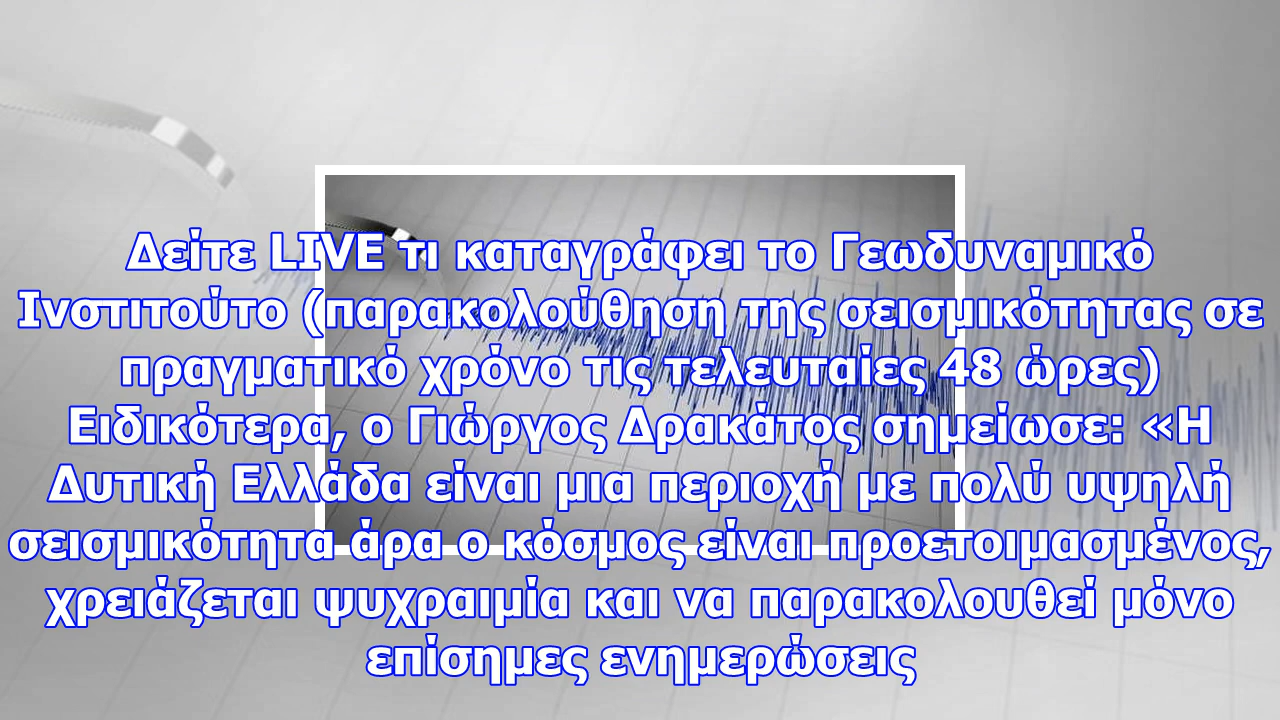 Δείτε LIVE τι καταγράφει το Γεωδυναμικό
Ινστιτούτο (παρακολούθηση της σεισμικότητας σε
πραγματικό χρόνο τις τελευταίες 48 ώρες)
Ειδικότερα, ο Γιώργος Δρακάτος σημείωσε: «Η
Δυτική Ελλάδα είναι μια περιοχή με πολύ υψηλή
σεισμικότητα άρα ο κόσμος είναι προετοιμασμένος,
χρειάζεται ψυχραιμία και να παρακολουθεί μόνο
επίσημες ενημερώσεις